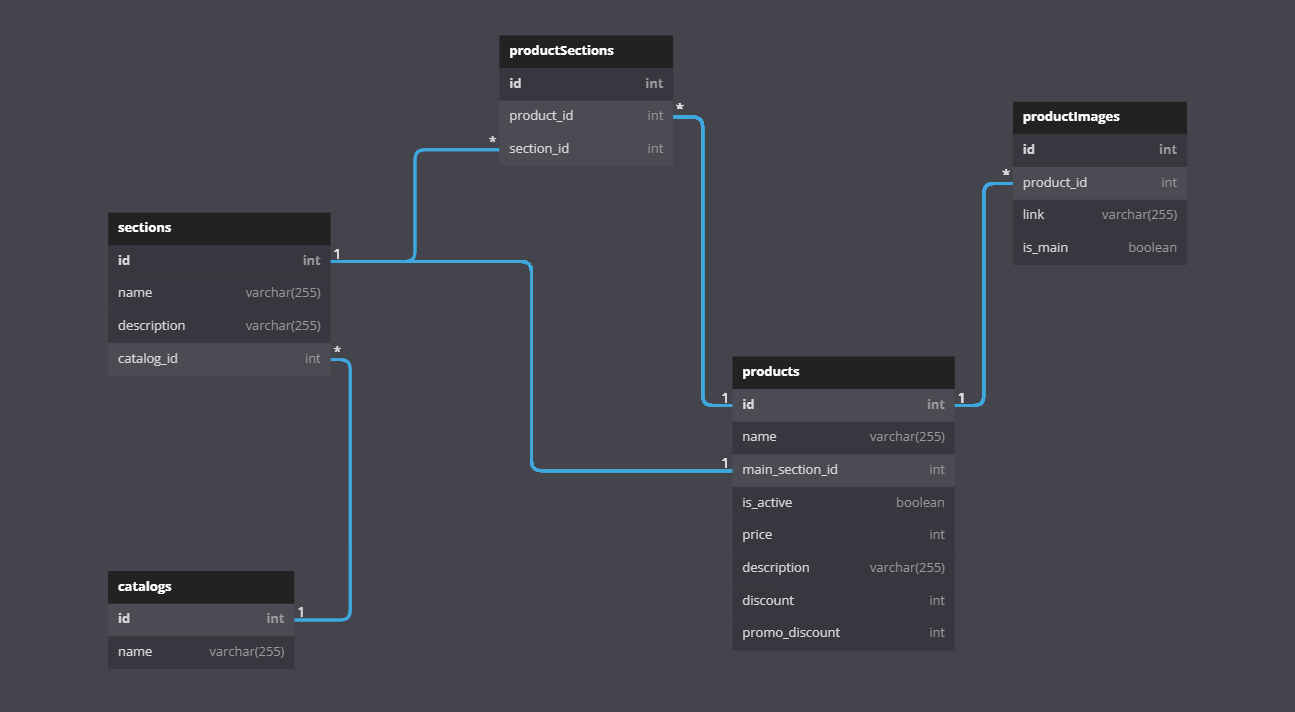 productSections
id int
product_id int
*
* section_id int
productImages
id int
* product_id int
link varchar(255)
is_main boolean
sections
id int 1
name varchar(255)
description varchar(255)
catalog_id int *
products
1 id int 1
name varchar(255)
1 main_section_id int
is_active boolean
price int
description varchar(255)
discount int
promo_discount int
catalogs
id int 1
name varchar(255)